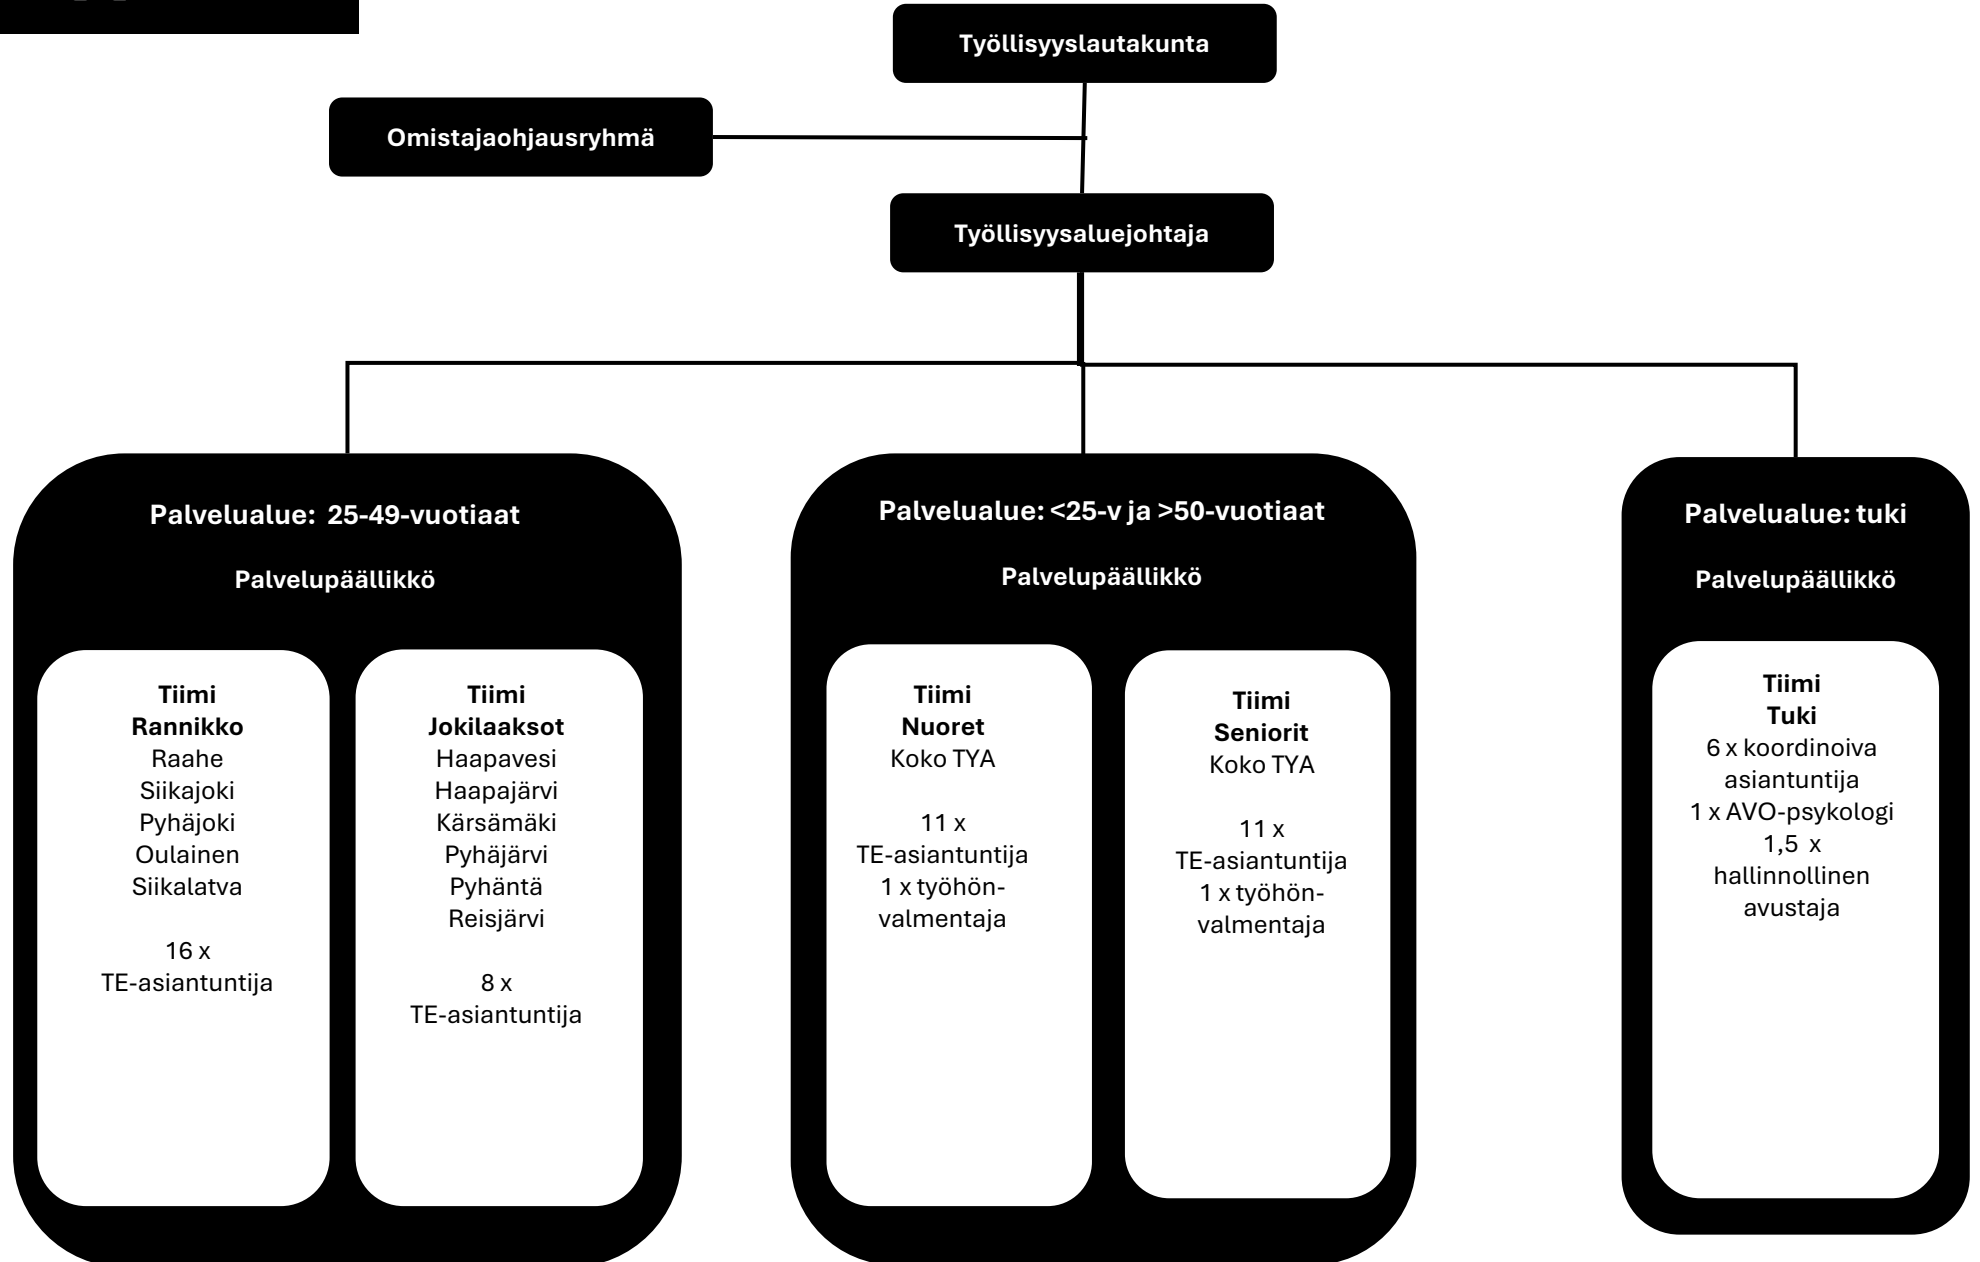 Työllisyyslautakunta
Omistajaohjausryhmä
Työllisyysaluejohtaja
Palvelualue: 25-49-vuotiaat
Palvelupäällikkö
Tiimi
Rannikko
Raahe
Siikajoki
Pyhäjoki
Oulainen
Siikalatva
16 x
TE-asiantuntija
Tiimi
Jokilaaksot
Haapavesi
Haapajärvi
Kärsämäki
Pyhäjärvi
Pyhäntä
Reisjärvi
8 x
TE-asiantuntija
Palvelualue: <25-v ja >50-vuotiaat
Palvelupäällikkö
Tiimi
Nuoret
Koko TYA
11 x
TE-asiantuntija
1 x työhön-
valmentaja
Tiimi
Seniorit
Koko TYA
11 x
TE-asiantuntija
1 x työhön-
valmentaja
Palvelualue: tuki
Palvelupäällikkö
Tiimi
Tuki
6 x koordinoiva
asiantuntija
1 x AVO-psykologi
1,5 x
hallinnollinen
avustaja